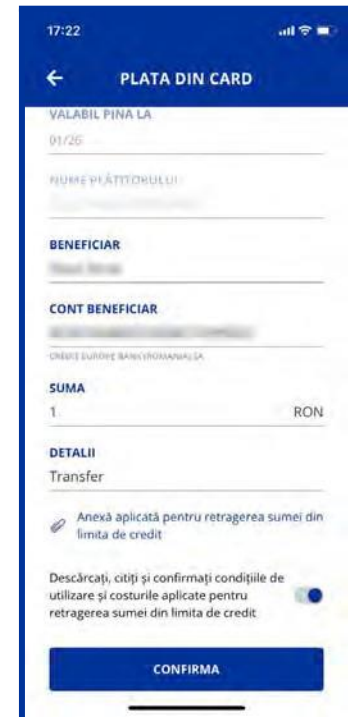 17:22
PLATA DIN CARD
VALABIL PINA LA
01/26
NUME PLĂTITORULUI
BENEFICIAR
CONT BENEFICIAR
CREDIT EUROPE BANK (ROMANIA) SA
SUMA
1 RON
DETALII
Transfer
Anexă aplicată pentru retragerea sumei din
limita de credit
Descărcați, citiți și confirmați condițiile de
utilizare și costurile aplicate pentru
retragerea sumei din limita de credit
CONFIRMA